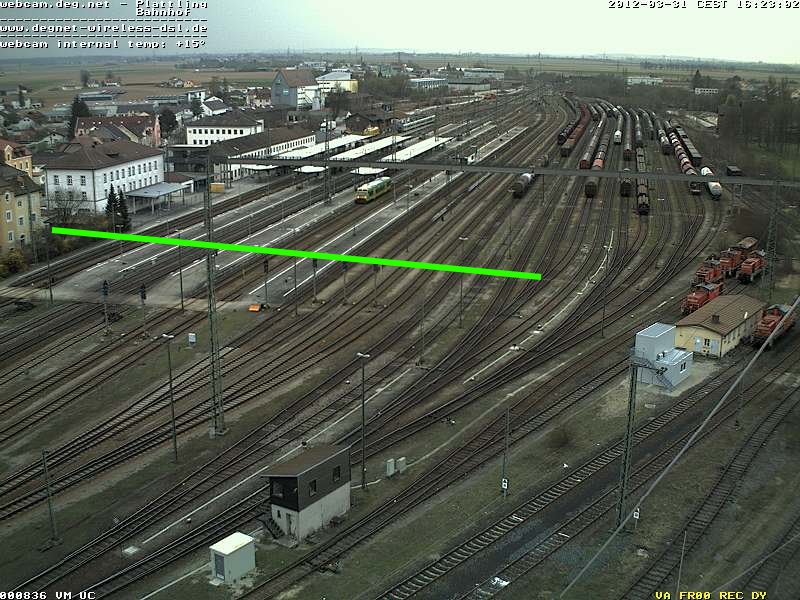 webcam.deg.net - Plattling
Bahnhof
www.degnet-wireless-dsl.de
webcam internal temp: +15°
2012-03-31 CEST 16:23:02
000836 VM UC
VA FR00 REC DY